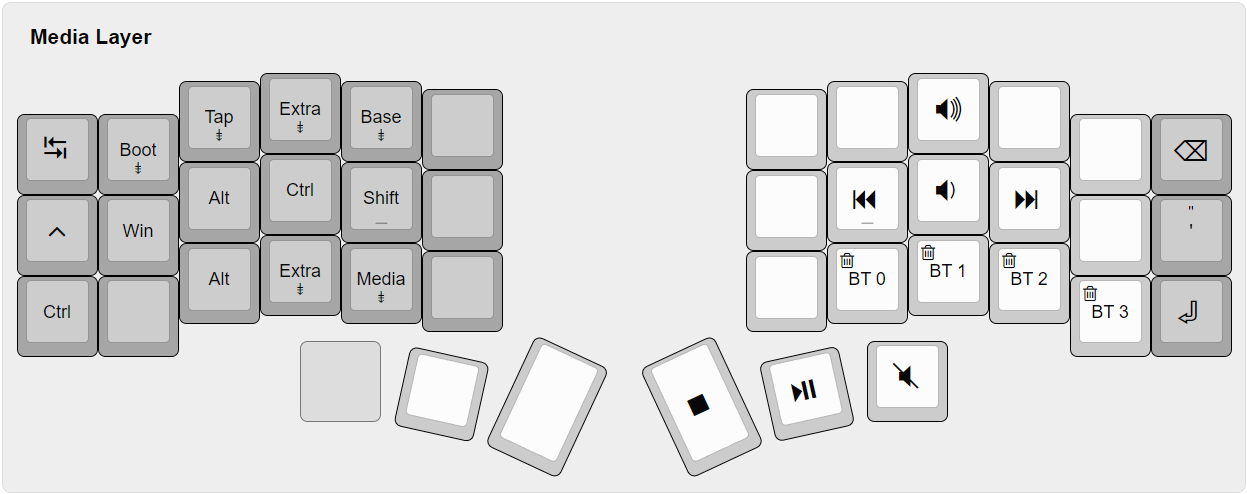 Media Layer
Tap
Extra
Base
Boot
Alt
Ctrl
Shift
_
Win
"
'
Alt
Extra
Media
BT 0
BT 1
BT 2
Ctrl
BT 3